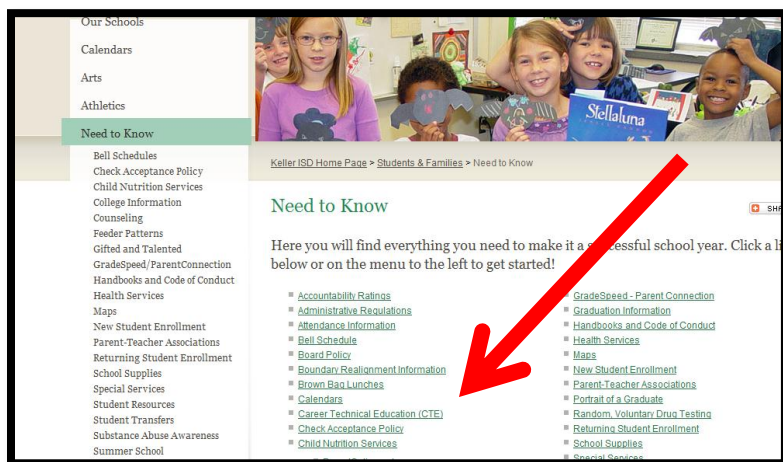 Our Schools
Calendars
Arts
Athletics
Need to Know
Bell Schedules
Check Acceptance Policy
Child Nutrition Services
College Information
Counseling
Feeder Patterns
Gifted and Talented
GradeSpeed/ParentConnection
Handbooks and Code of Conduct
Health Services
Maps
New Student Enrollment
Parent-Teacher Associations
Returning Student Enrollment
School Supplies
Special Services
Student Resources
Student Transfers
Substance Abuse Awareness
Summer School
Stellaluna
Keller ISD Home Page > Students & Families > Need to Know
Need to Know
SHA
Here you will find everything you need to make it a successful school year. Click a li
below or on the menu to the left to get started!
Accountability Ratings
Administrative Regulations
Attendance Information
Bell Schedule
Board Policy
Boundary Realignment Information
Brown Bag Lunches
Calendars
Career Technical Education (CTE)
Check Acceptance Policy
Child Nutrition Services
GradeSpeed - Parent Connection
Graduation Information
Handbooks and Code of Conduct
Health Services
Maps
New Student Enrollment
Parent-Teacher Associations
Portrait of a Graduate
Random, Voluntary Drug Testing
Returning Student Enrollment
School Supplies
Special Services